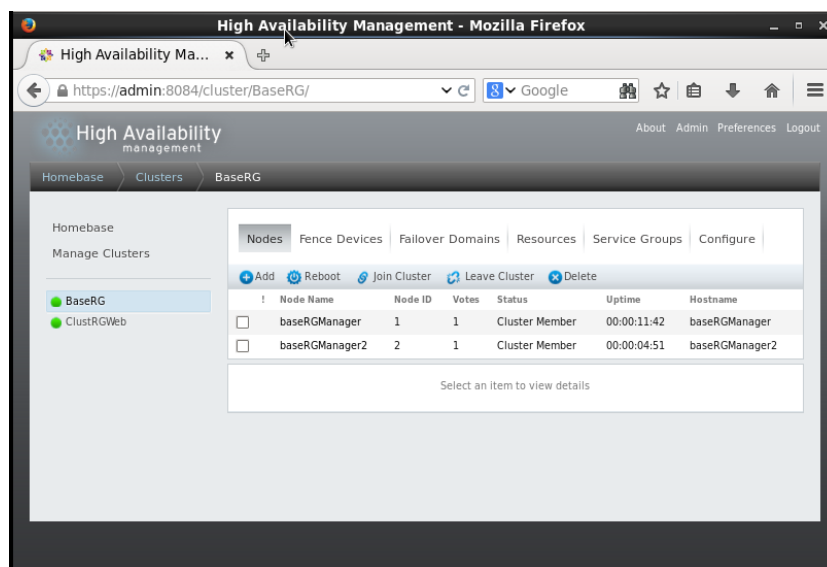 High Availability Management - Mozilla Firefox
High Availability Ma...
https://admin:8084/cluster/BaseRG/
8 Google
High Availability
management
About Admin Preferences Logout
Homebase Clusters BaseRG
Homebase
Manage Clusters
BaseRG
ClustRGWeb
Nodes Fence Devices Failover Domains Resources Service Groups Configure
Add Reboot Join Cluster Leave Cluster Delete
! Node Name Node ID Votes Status Uptime Hostname
baseRGManager 1 1 Cluster Member 00:00:11:42 baseRGManager
baseRGManager2 2 1 Cluster Member 00:00:04:51 baseRGManager2
Select an item to view details